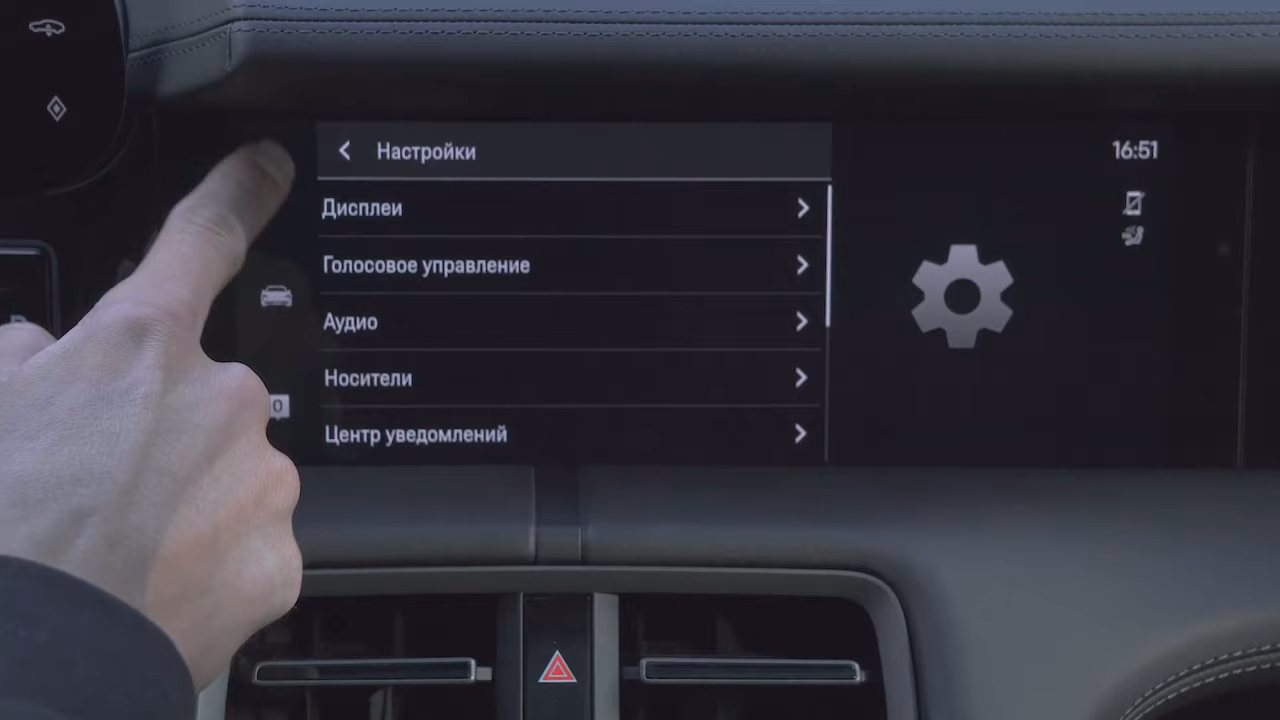 Настройки
16:51
Дисплеи
Голосовое управление
Аудио
Носители
Центр уведомлений